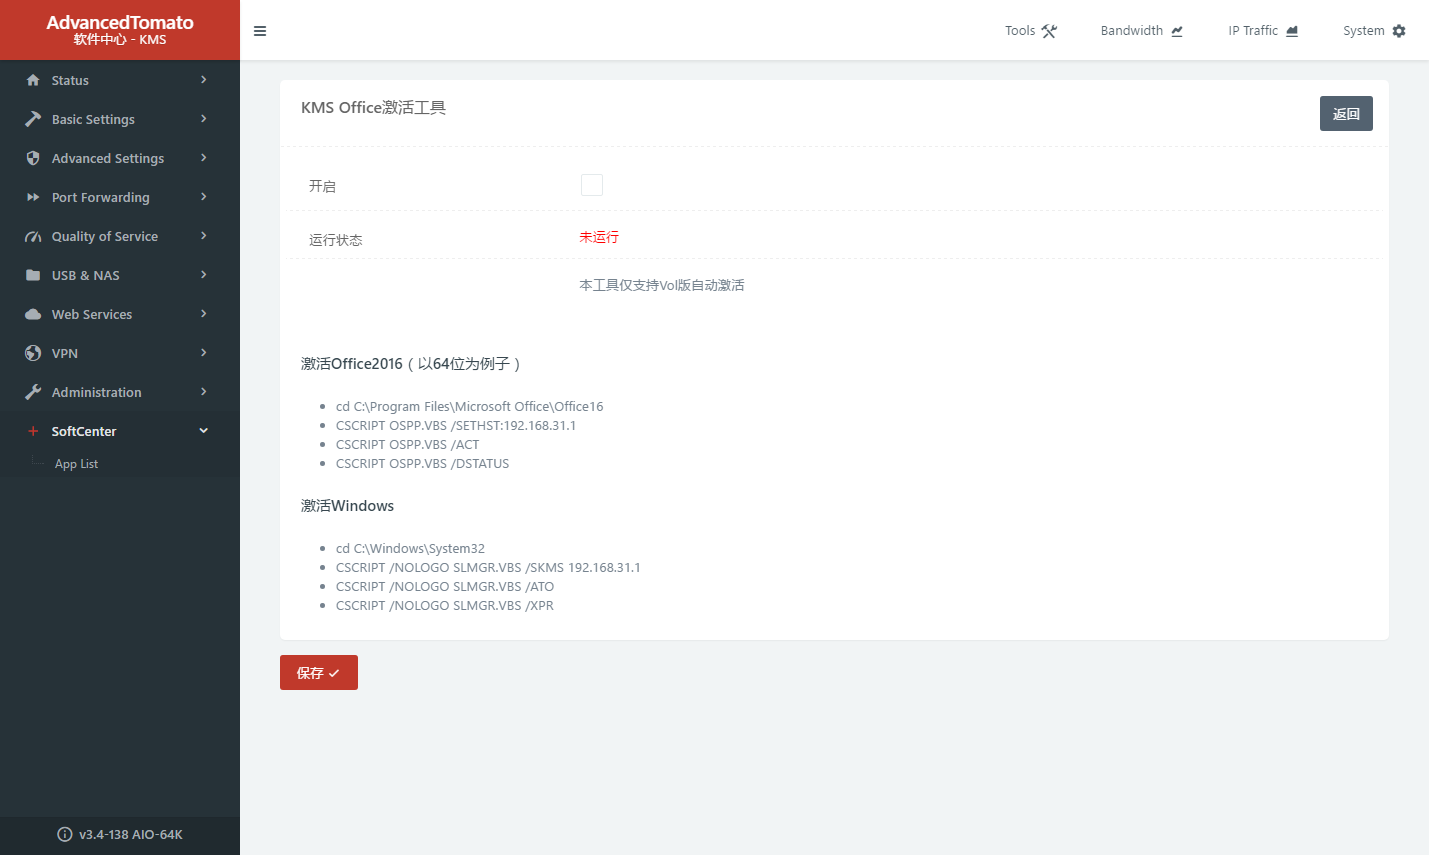 AdvancedTomato
软件中心 - KMS
Tools
Bandwidth
IP Traffic
System
Status
Basic Settings
Advanced Settings
Port Forwarding
Quality of Service
USB & NAS
Web Services
VPN
Administration
SoftCenter
App List
v3.4-138 AIO-64K
KMS Office激活工具
返回
开启
运行状态
未运行
本工具仅支持Vol版自动激活
激活Office2016（以64位为例子）
cd C:\Program Files\Microsoft Office\Office16
CSCRIPT OSPP.VBS /SETHST:192.168.31.1
CSCRIPT OSPP.VBS /ACT
CSCRIPT OSPP.VBS /DSTATUS
激活Windows
cd C:\Windows\System32
CSCRIPT /NOLOGO SLMGR.VBS /SKMS 192.168.31.1
CSCRIPT /NOLOGO SLMGR.VBS /ATO
CSCRIPT /NOLOGO SLMGR.VBS /XPR
保存